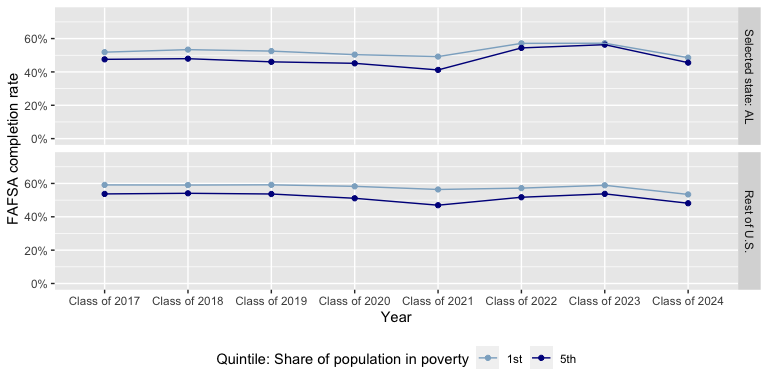 FAFSA completion rate
60%
40%
20%
0%
Selected state: AL
60%
40%
20%
0%
Rest of U.S.
Class of 2017 Class of 2018 Class of 2019 Class of 2020 Class of 2021 Class of 2022 Class of 2023 Class of 2024
Year
Quintile: Share of population in poverty 1st 5th